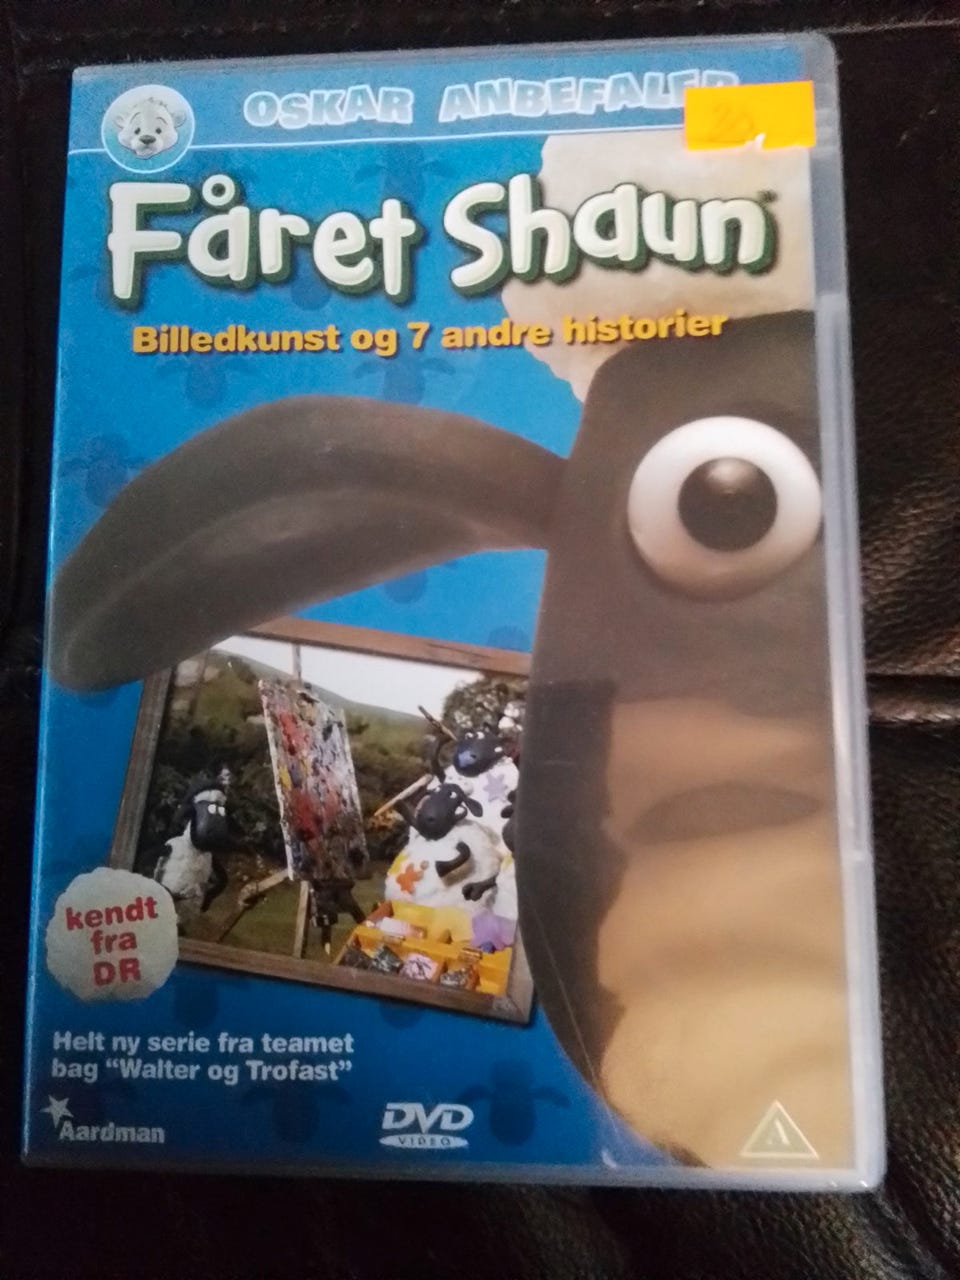 OSKAR ANBEFALER
Fåret Shaun™
Billedkunst og 7 andre historier
kendt
fra
DR
Helt ny serie fra teamet
bag “Walter og Trofast”
Aardman
DVD
VIDEO
A